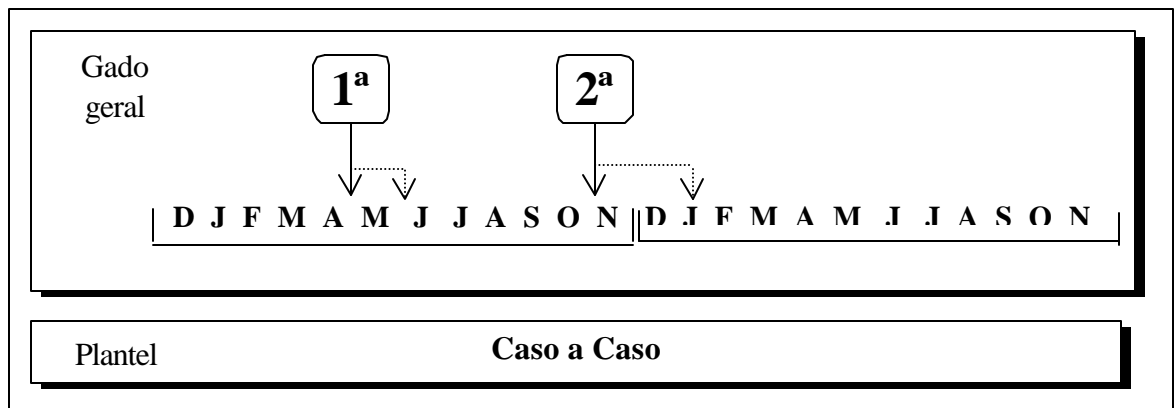 Gado
geral
1ª
2ª
D J F M A M J J A S O N
D J F M A M J J A S O N
Plantel
Caso a Caso